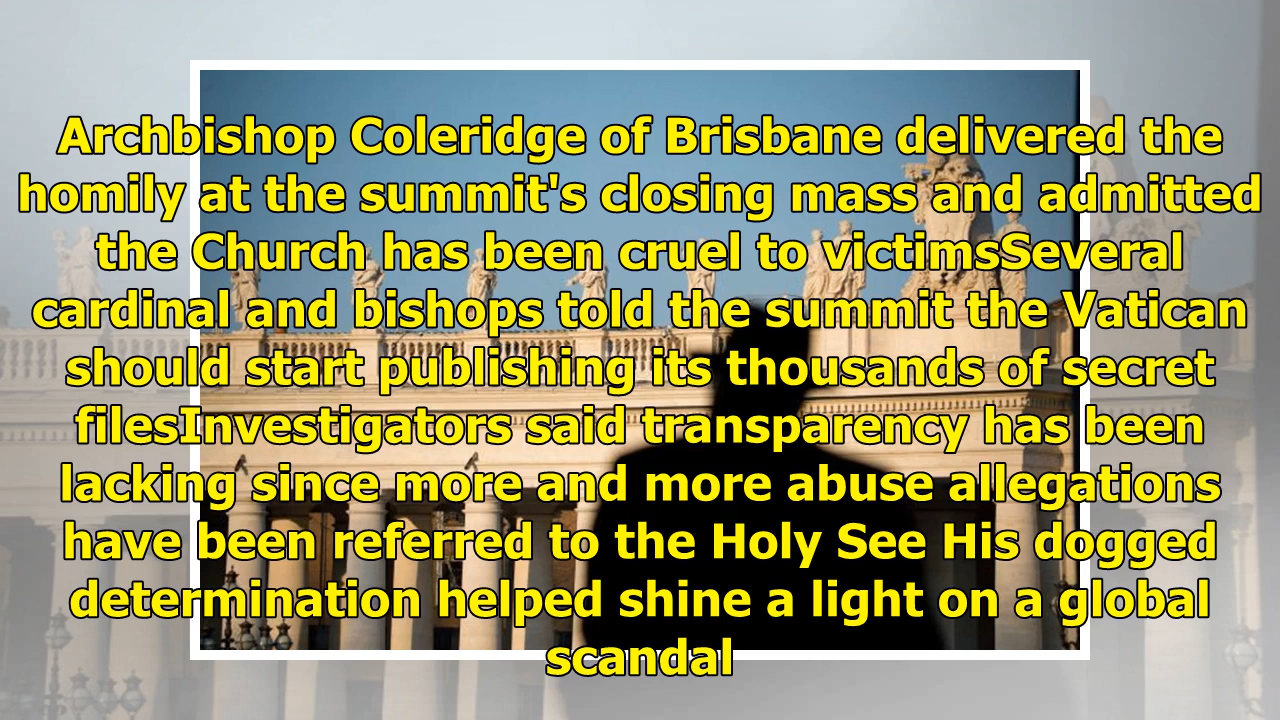 Archbishop Coleridge of Brisbane delivered the
homily at the summit's closing mass and admitted
the Church has been cruel to victimsSeveral
cardinal and bishops told the summit the Vatican
should start publishing its thousands of secret
filesInvestigators said transparency has been
lacking since more and more abuse allegations
have been referred to the Holy See His dogged
determination helped shine a light on a global
scandal